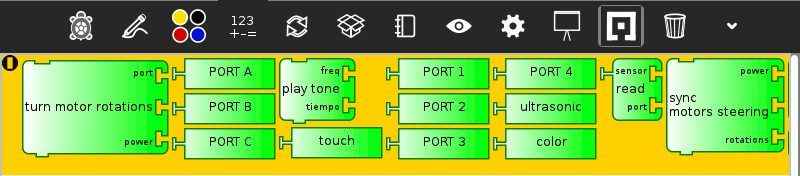 123
+-=
port
turn motor rotations
power
PORT A
PORT B
PORT C
freq
play tone
tiempo
touch
PORT 1
PORT 2
PORT 3
PORT 4
ultrasonic
color
sensor
read
port
power
sync
motors steering
rotations